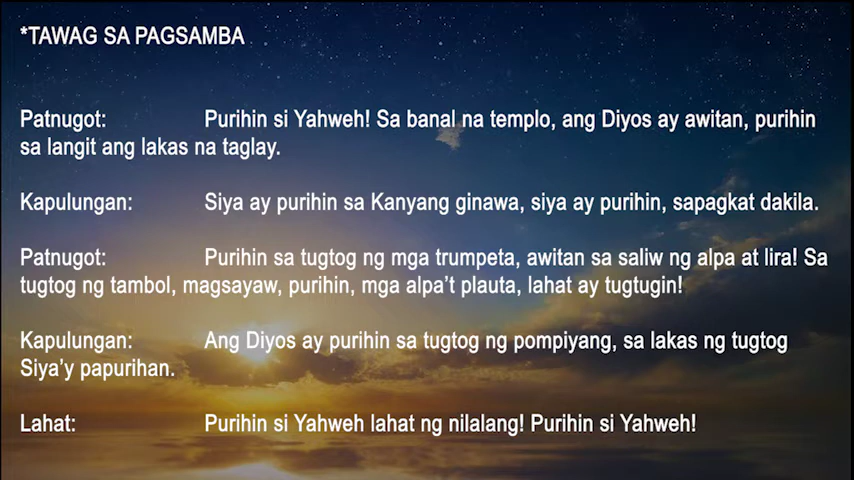 *TAWAG SA PAGSAMBA
Patnugot: Purihin si Yahweh! Sa banal na templo, ang Diyos ay awitan, purihin
sa langit ang lakas na taglay.
Kapulungan: Siya ay purihin sa Kanyang ginawa, siya ay purihin, sapagkat dakila.
Patnugot: Purihin sa tugtog ng mga trumpeta, awitan sa saliw ng alpa at lira! Sa
tugtog ng tambol, magsayaw, purihin, mga alpa’t plauta, lahat ay tugtugin!
Kapulungan: Ang Diyos ay purihin sa tugtog ng pompiyang, sa lakas ng tugtog
Siya’y papurihan.
Lahat: Purihin si Yahweh lahat ng nilalang! Purihin si Yahweh!